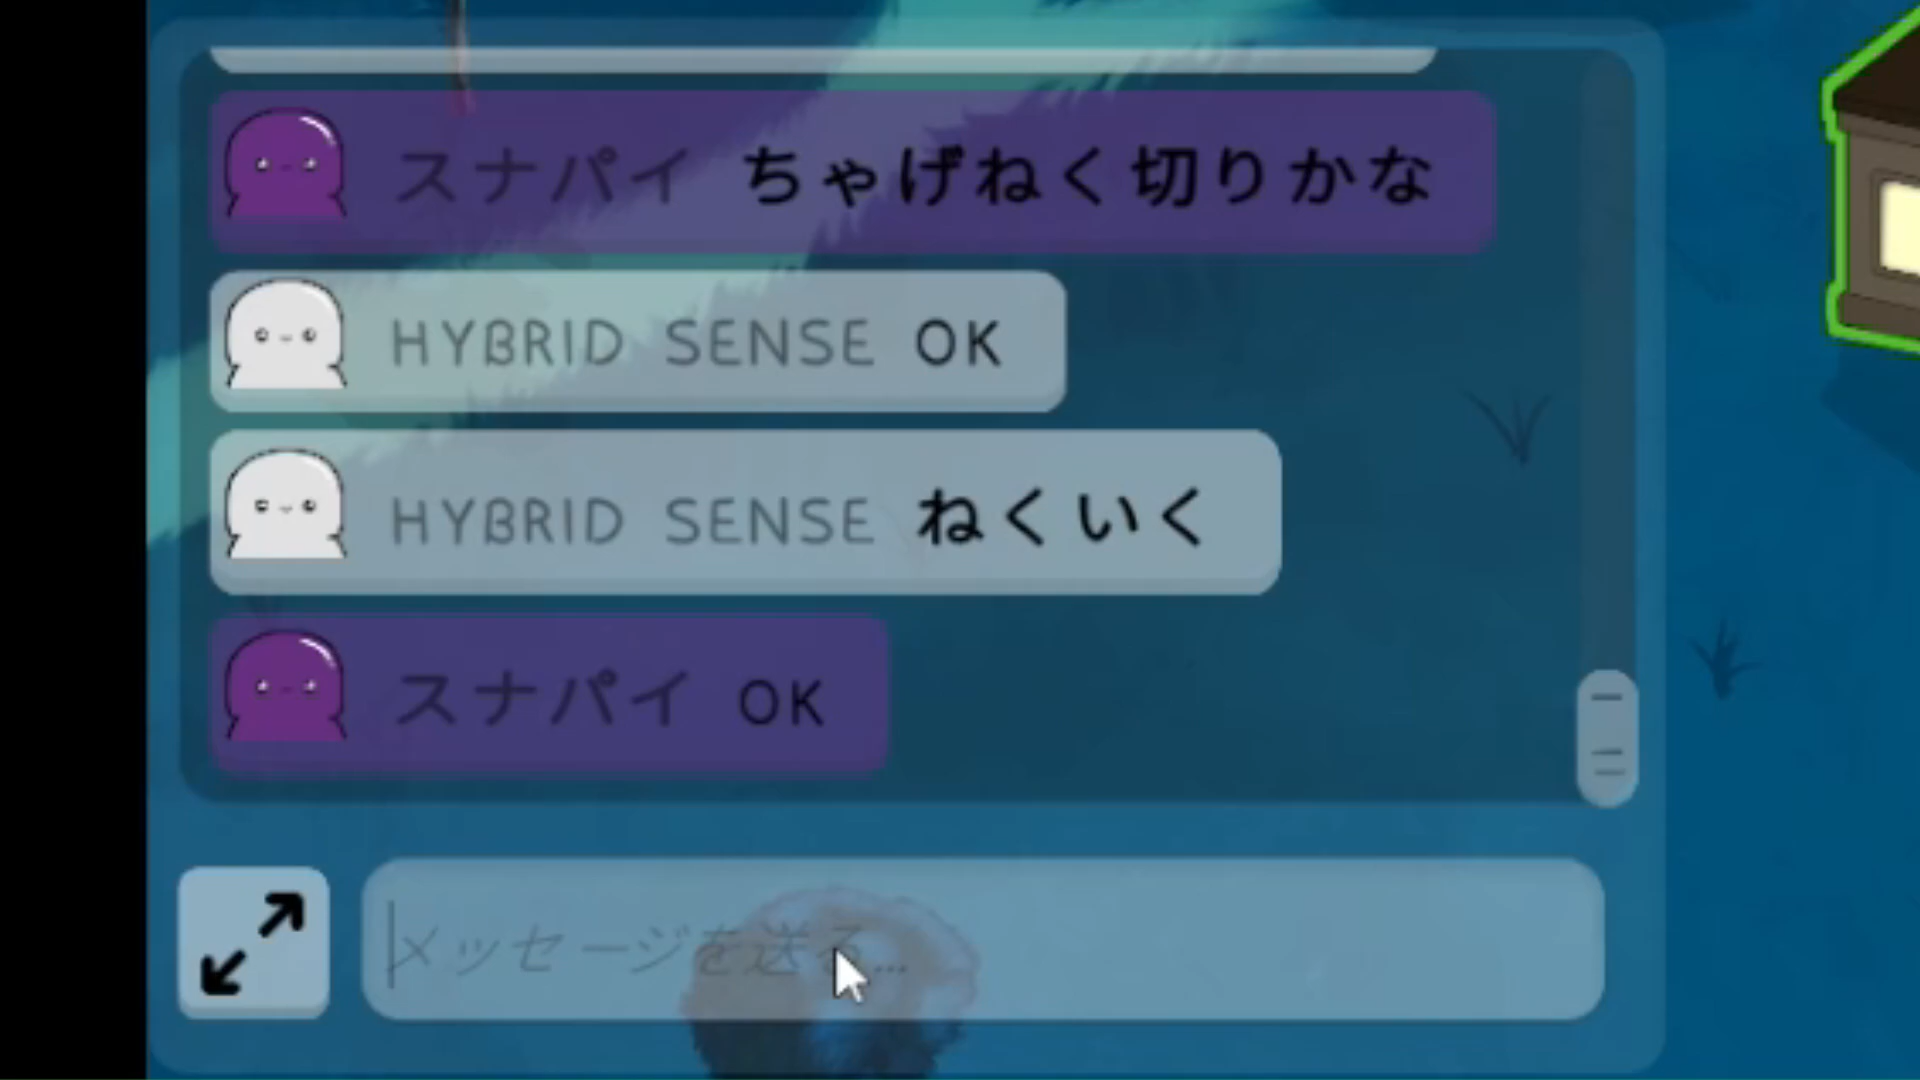 スナパイ ちゃげねく切りかな
HYBRID SENSE OK
HYBRID SENSE ねくいく
スナパイ OK
メッセージを送る...